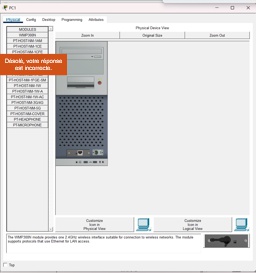 PC1
Physical Config Desktop Programming Attributes
MODULES
WMP300N
PT-HOST-NM-1AM
PT-HOST-NM-1CE
PT-HOST-NM-1CFE
Désolé, votre réponse
est incorrecte.
PT-HOST-NM-1FGE-SM
PT-HOST-NM-1W
PT-HOST-NM-1W-A
PT-HOST-NM-1W-AC
PT-HOST-NM-3G/4G
PT-HOST-NM-COVER
PT-HEADPHONE
PT-MICROPHONE
Physical Device View
Zoom In Original Size Zoom Out
Customize
Icon in
Physical View
Customize
Icon in
Logical View
The WMP300N module provides one 2.4GHz wireless interface suitable for connection to wireless networks. The module
supports protocols that use Ethernet for LAN access.
Top